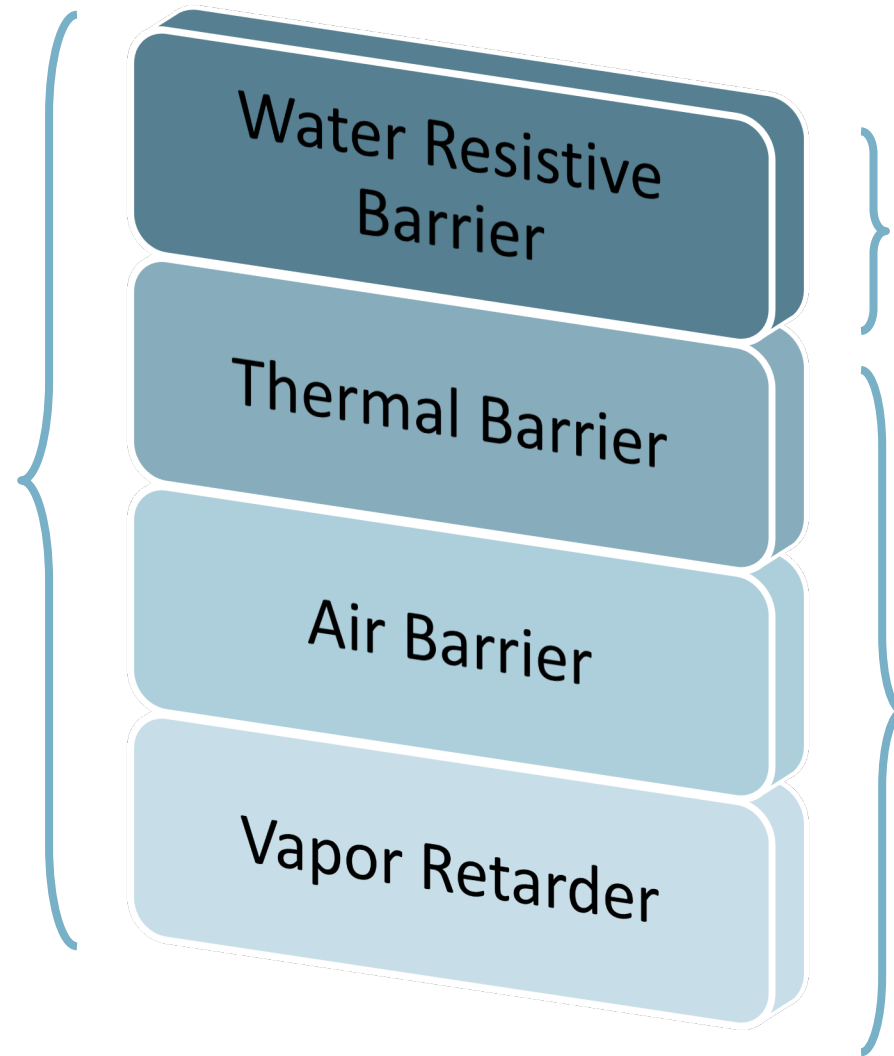 Water Resistive
Barrier
Thermal Barrier
Air Barrier
Vapor Retarder